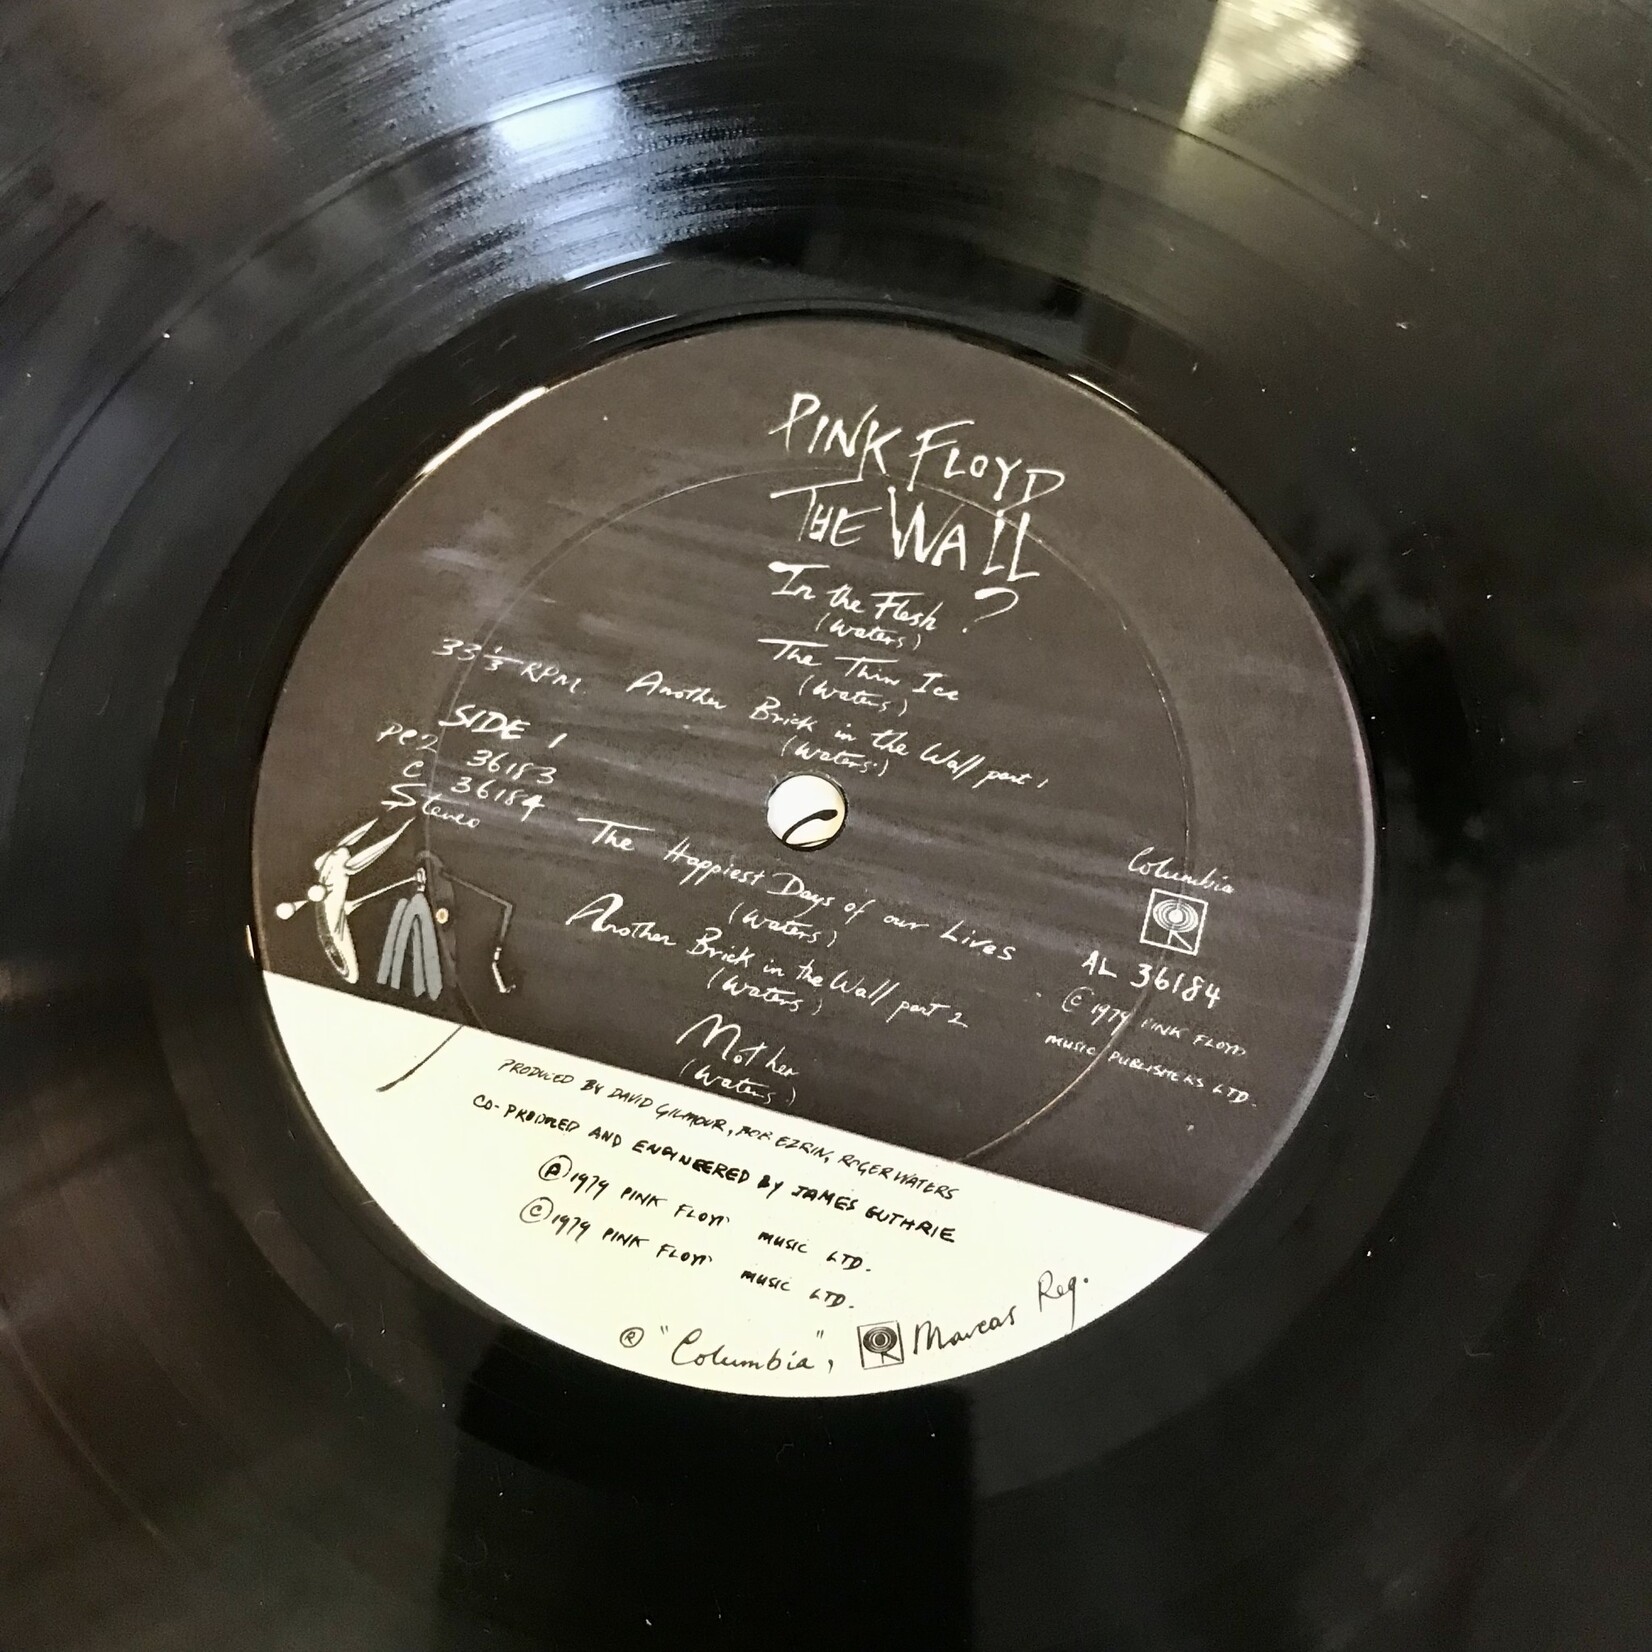 PINK FLOYD
THE WALL
In the Flesh ?
(Waters)
The Thin Ice
(Waters)
33 1/3 RPM
Another Brick in the Wall part 1
(Waters)
SIDE 1
PC2 36183
C 36184
Stereo
The Happiest Days of our Lives
(Waters)
Another Brick in the Wall part 2
(Waters)
Mother
(Waters)
Columbia
AL 36184
© 1979 PINK FLOYD
MUSIC PUBLISHERS LTD.
PRODUCED BY DAVID GILMOUR, BOB EZRIN, ROGER WATERS
CO-PRODUCED AND ENGINEERED BY JAMES GUTHRIE
Ⓟ 1979 PINK FLOYD MUSIC LTD.
© 1979 PINK FLOYD MUSIC LTD.
® "Columbia", Marcas Reg.